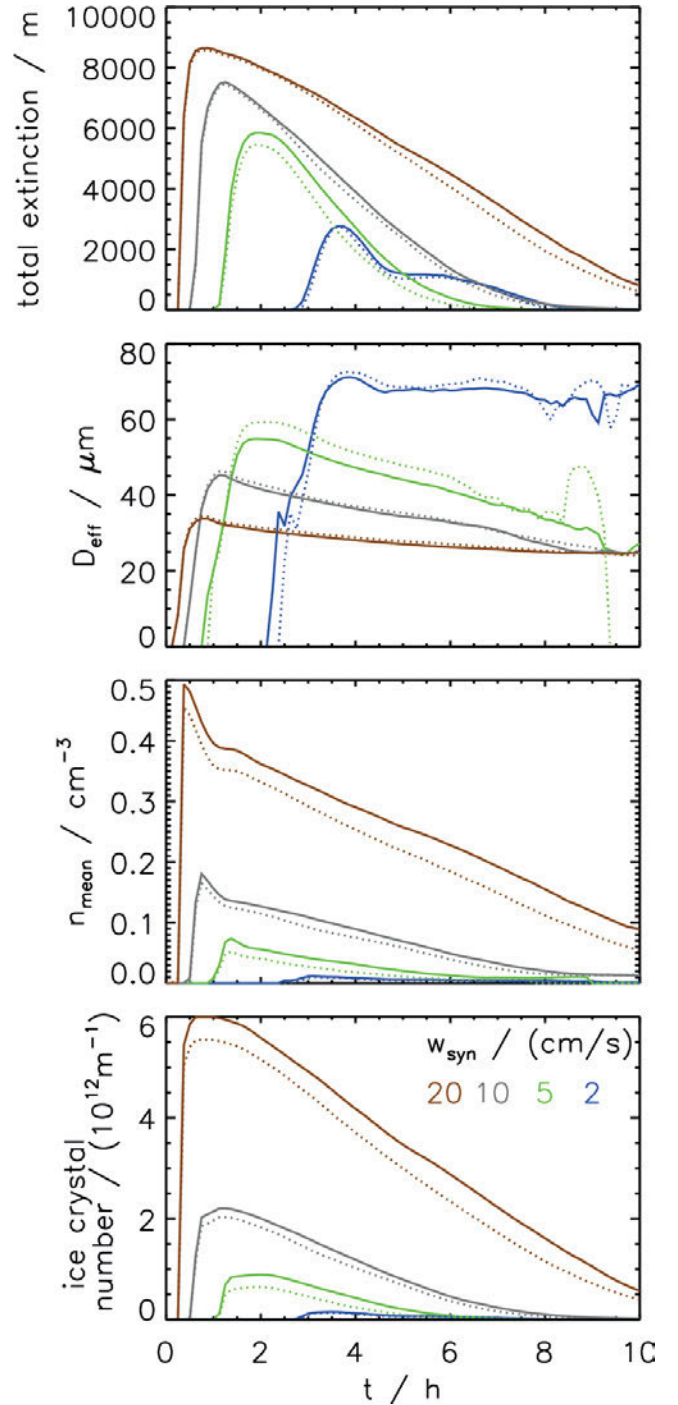 total extinction / m
10000
8000
6000
4000
2000
0
D_eff / μm
80
60
40
20
0
n_mean / cm^-3
0.5
0.4
0.3
0.2
0.1
0.0
ice crystal
number / (10^12 m^-1)
6
4
2
0
w_syn / (cm/s)
20 10 5 2
0 2 4 6 8 10
t / h